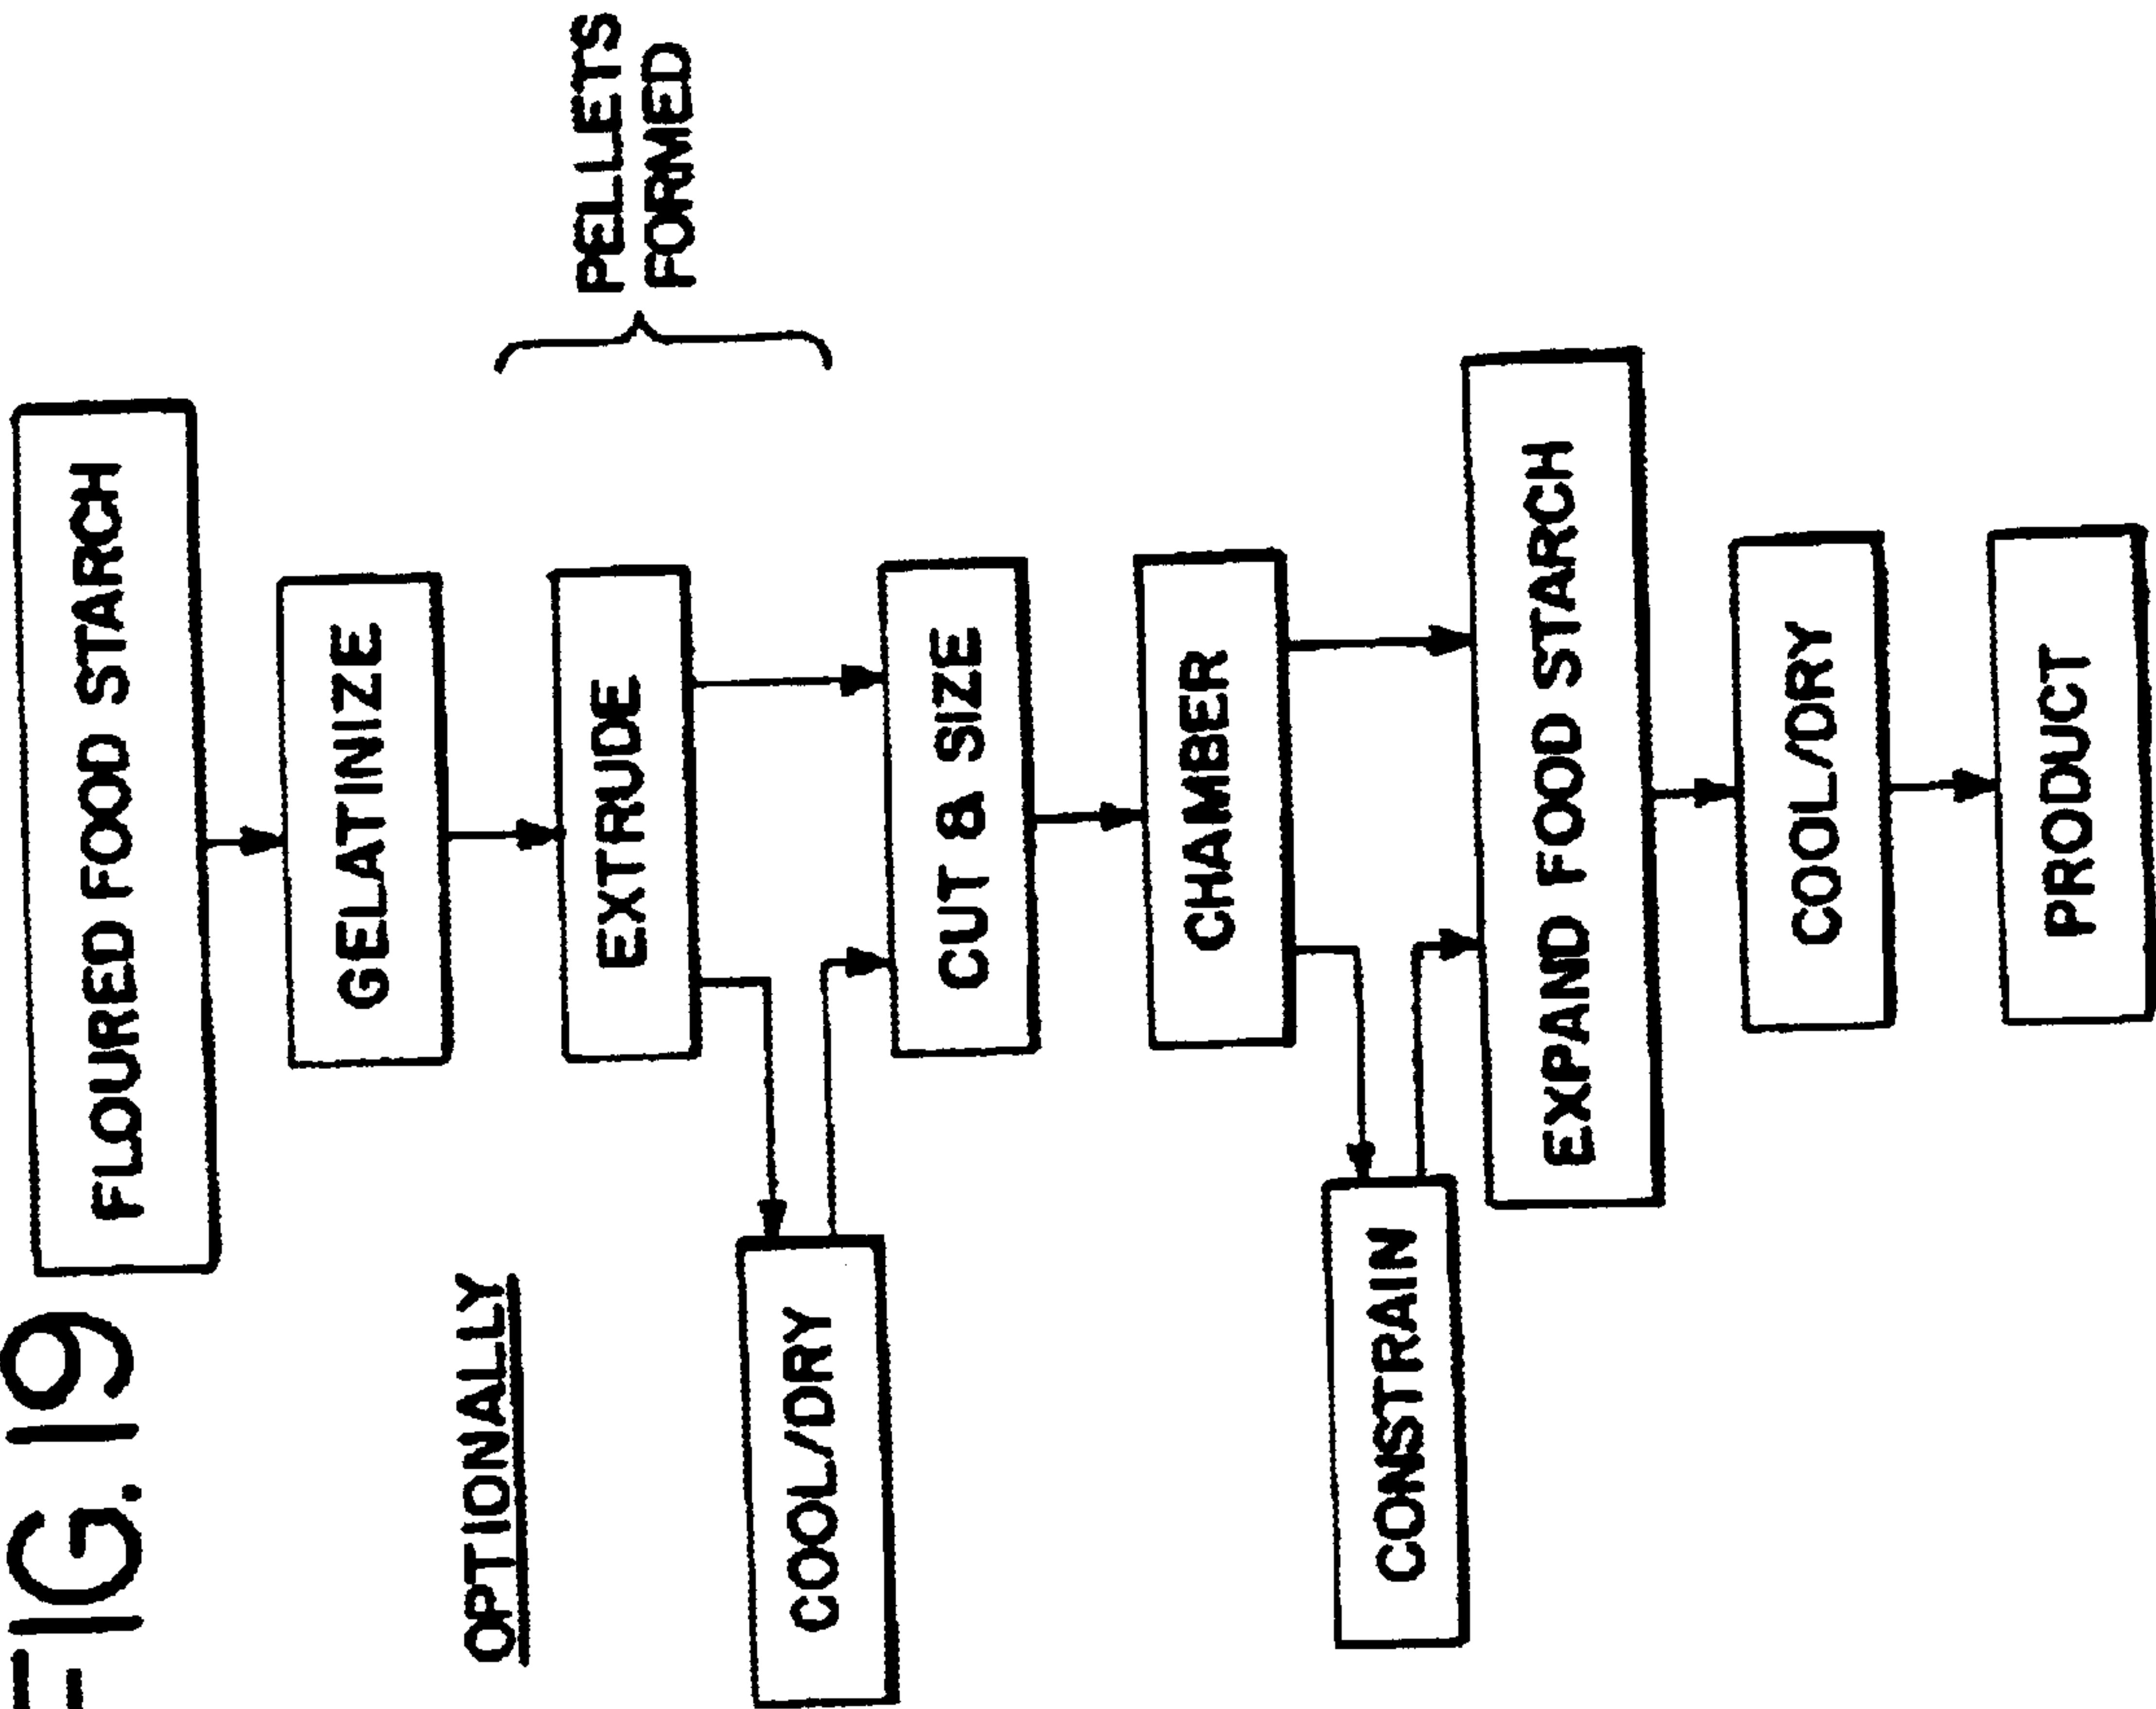 FIG. 19
FLOURED FOOD STARCH
GELATINIZE
OPTIONALLY
EXTRUDE
PELLETS
FORMED
COOL/DRY
CUT & SIZE
CHAMBER
CONSTRAIN
EXPAND FOOD STARCH
COOL/DRY
PRODUCT